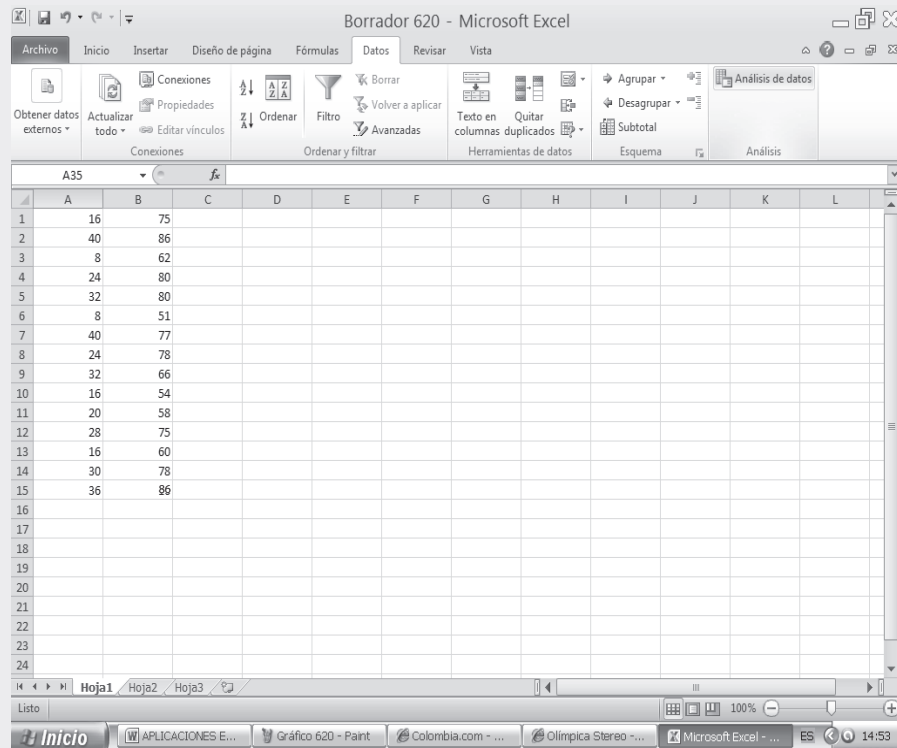 Borrador 620 - Microsoft Excel
Archivo Inicio Insertar Diseño de página Fórmulas Datos Revisar Vista
Obtener datos externos
Actualizar todo
Conexiones
Propiedades
Editar vínculos
Conexiones
Ordenar
Filtro
Borrar
Volver a aplicar
Avanzadas
Ordenar y filtrar
Texto en columnas
Quitar duplicados
Herramientas de datos
Agrupar
Desagrupar
Subtotal
Esquema
Análisis de datos
Análisis
A35 fx
A B C D E F G H I J K L
1 16 75
2 40 86
3 8 62
4 24 80
5 32 80
6 8 51
7 40 77
8 24 78
9 32 66
10 16 54
11 20 58
12 28 75
13 16 60
14 30 78
15 36 86
16
17
18
19
20
21
22
23
24
Hoja1 Hoja2 Hoja3
Listo 100%
Inicio APLICACIONES E... Gráfico 620 - Paint Colombia.com - ... Olímpica Stereo -... Microsoft Excel - ... ES 14:53